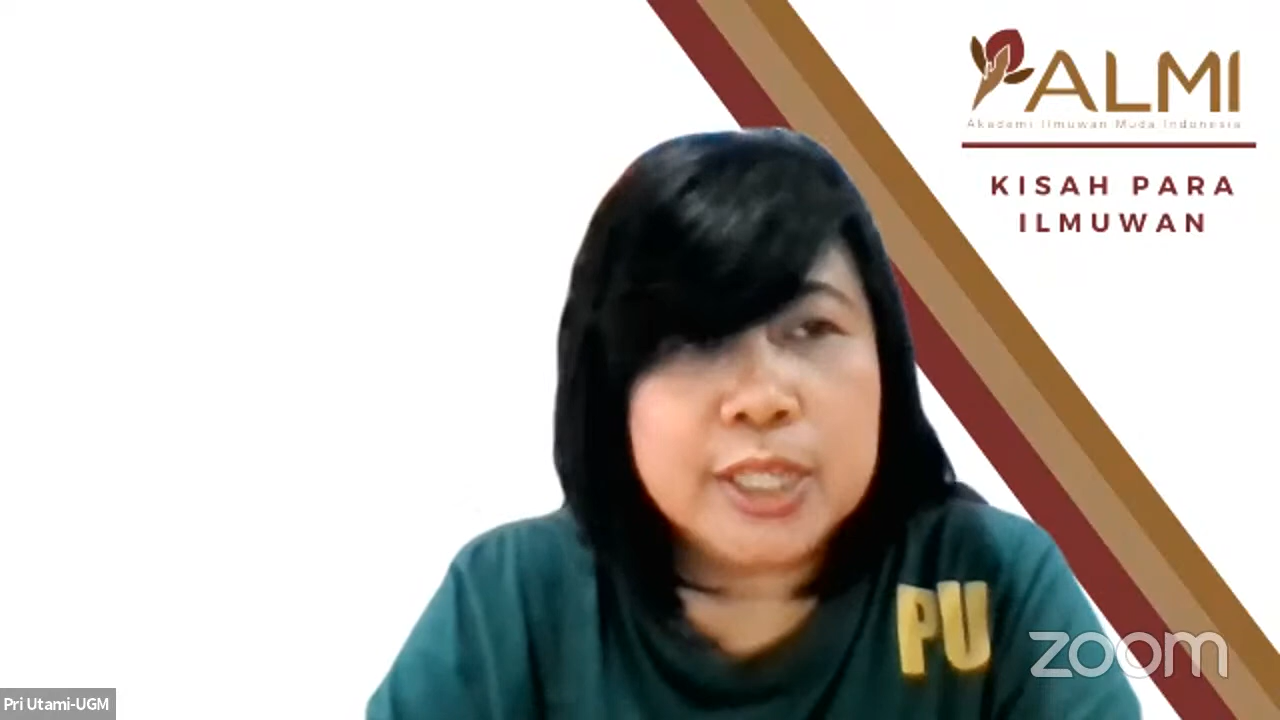 ALMI
Akademi Ilmuwan Muda Indonesia
KISAH PARA
ILMUWAN
PU
zoom
Pri Utami-UGM